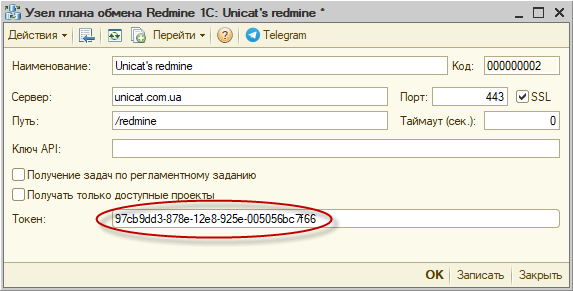 Узел плана обмена Redmine 1C: Unicat's redmine *
Действия Перейти ? Telegram
Наименование: Unicat's redmine Код: 000000002
Сервер: unicat.com.ua Порт: 443 SSL
Путь: /redmine Таймаут (сек.): 0
Ключ API:
Получение задач по регламентному заданию
Получать только доступные проекты
Токен: 97cb9dd3-878e-12e8-925e-005056bc7f66
OK Записать Закрыть